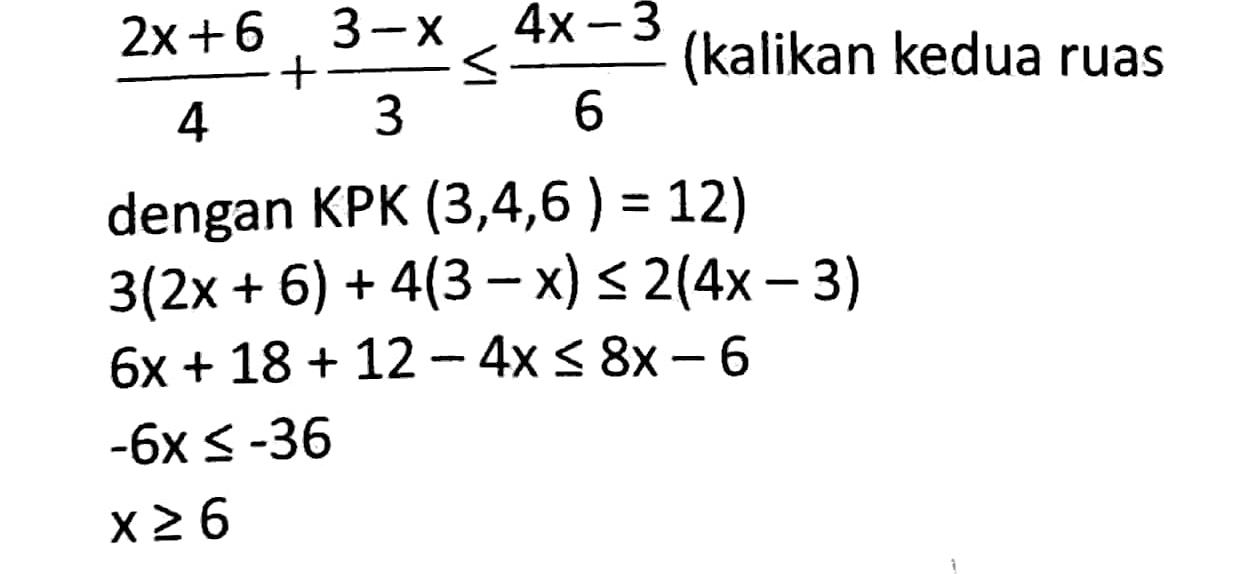 (2x + 6)/4 + (3 – x)/3 ≤ (4x – 3)/6 (kalikan kedua ruas
dengan KPK (3,4,6 ) = 12)
3(2x + 6) + 4(3 – x) ≤ 2(4x – 3)
6x + 18 + 12 – 4x ≤ 8x – 6
-6x ≤ -36
x ≥ 6